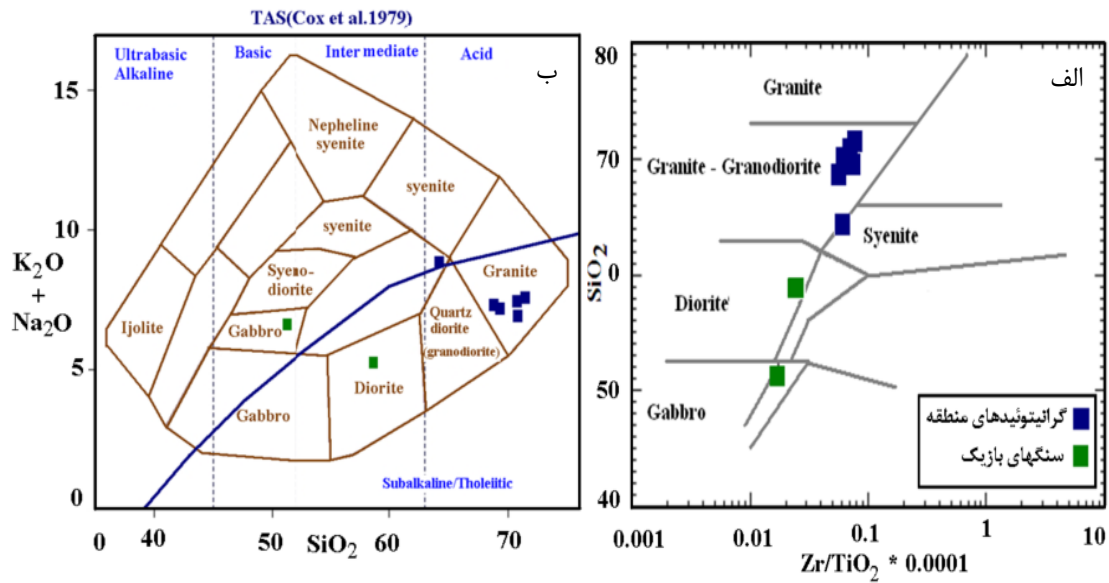 TAS(Cox et al.1979)
Ultrabasic
Alkaline
Basic
Inter mediate
Acid
ب
15
10
5
0
K₂O
+
Na₂O
Nepheline
syenite
syenite
syenite
Syeno-
diorite
Gabbro
Ijolite
Granite
Quartz
diorite
(granodiorite)
Diorite
Gabbro
Subalkaline/Tholeiitic
0
40
50
60
70
SiO₂
الف
80
70
0
50
40
SiO₂
Granite
Granite - Granodiorite
Syenite
Diorite
Gabbro
گرانیتوئیدهای منطقه
سنگهای بازیک
0.001
0.01
0.1
1
10
Zr/TiO₂ * 0.0001